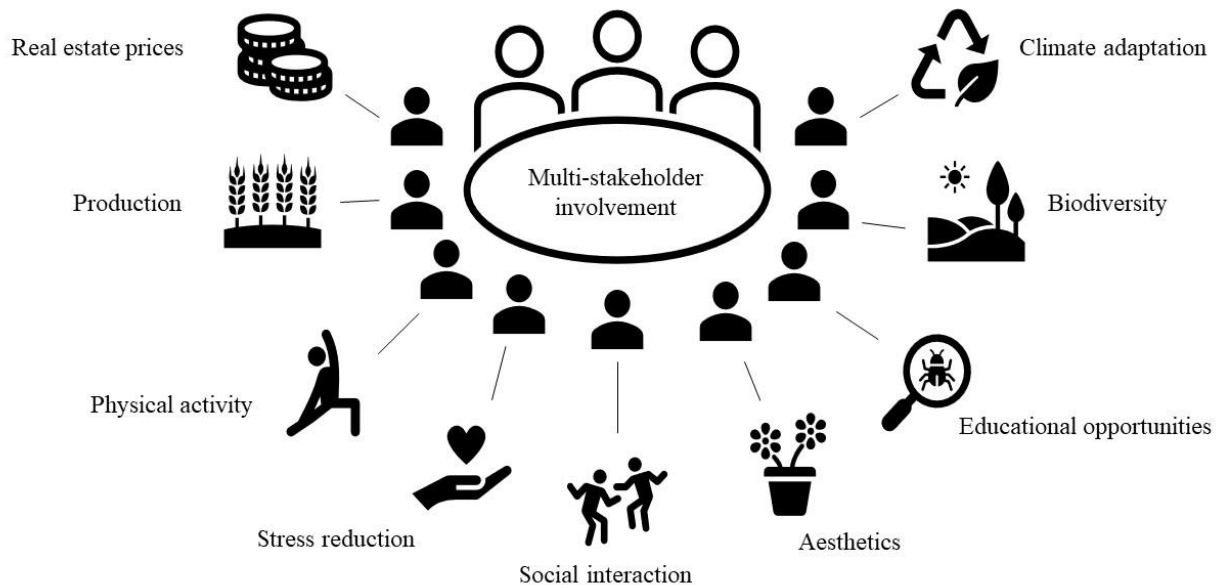 Real estate prices
Climate adaptation
Multi-stakeholder
involvement
Production
Biodiversity
Physical activity
Educational opportunities
Stress reduction
Aesthetics
Social interaction